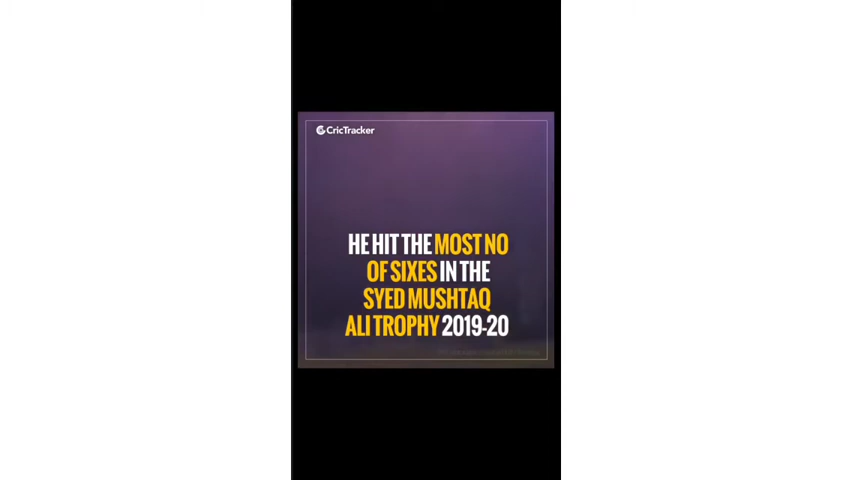 CricTracker
HE HIT THE MOST NO
OF SIXES IN THE
SYED MUSHTAQ
ALI TROPHY 2019-20